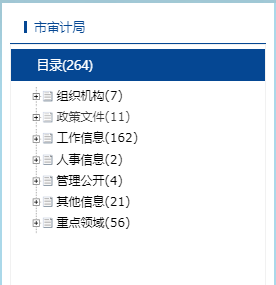 市审计局
目录(264)
组织机构(7)
政策文件(11)
工作信息(162)
人事信息(2)
管理公开(4)
其他信息(21)
重点领域(56)